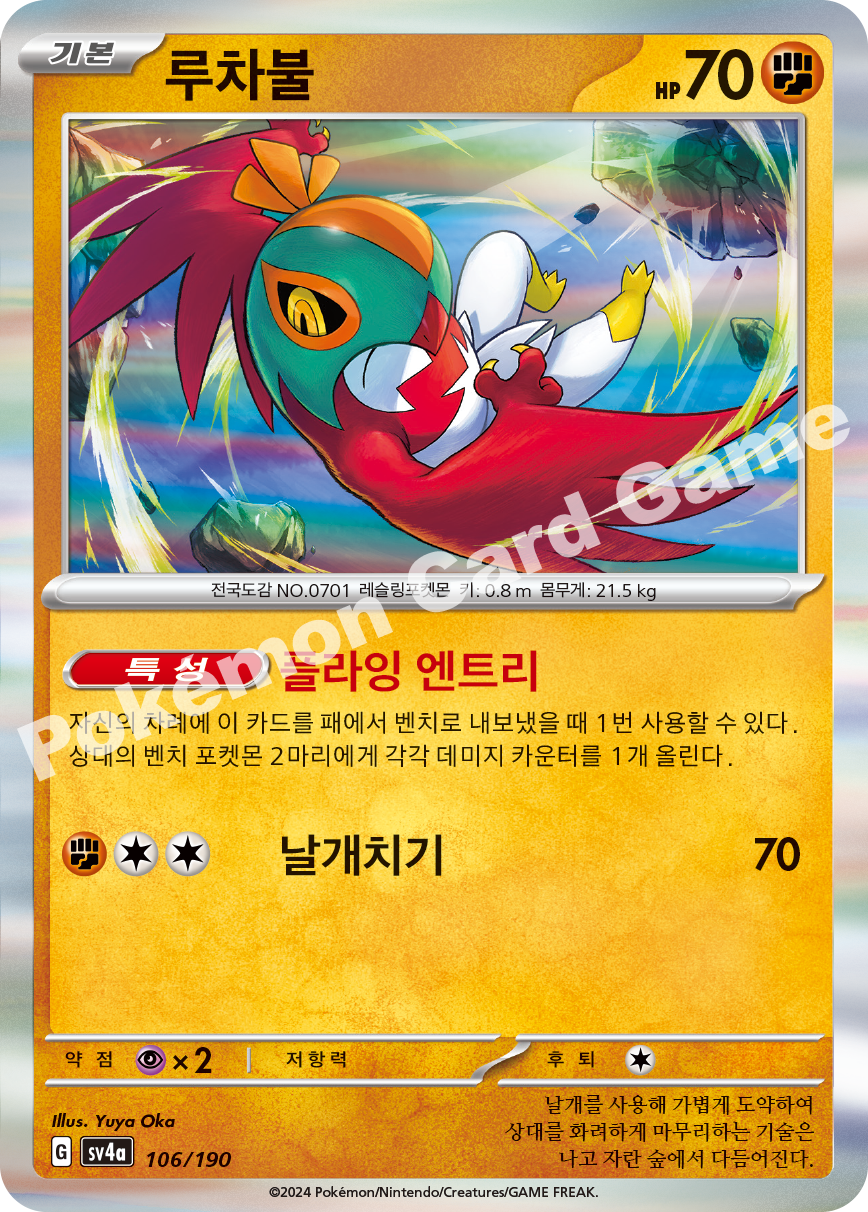 기본 루차불 HP 70
전국도감 NO.0701 레슬링포켓몬 키: 0.8 m 몸무게: 21.5 kg
특성 플라잉 엔트리
자신의 차례에 이 카드를 패에서 벤치로 내보냈을 때 1번 사용할 수 있다.
상대의 벤치 포켓몬 2마리에게 각각 데미지 카운터를 1개 올린다.
날개치기 70
약점 ×2 저항력 후퇴
Illus. Yuya Oka
G sv4a 106/190
날개를 사용해 가볍게 도약하여
상대를 화려하게 마무리하는 기술은
나고 자란 숲에서 다듬어진다.
©2024 Pokémon/Nintendo/Creatures/GAME FREAK.
Pokémon Card Game